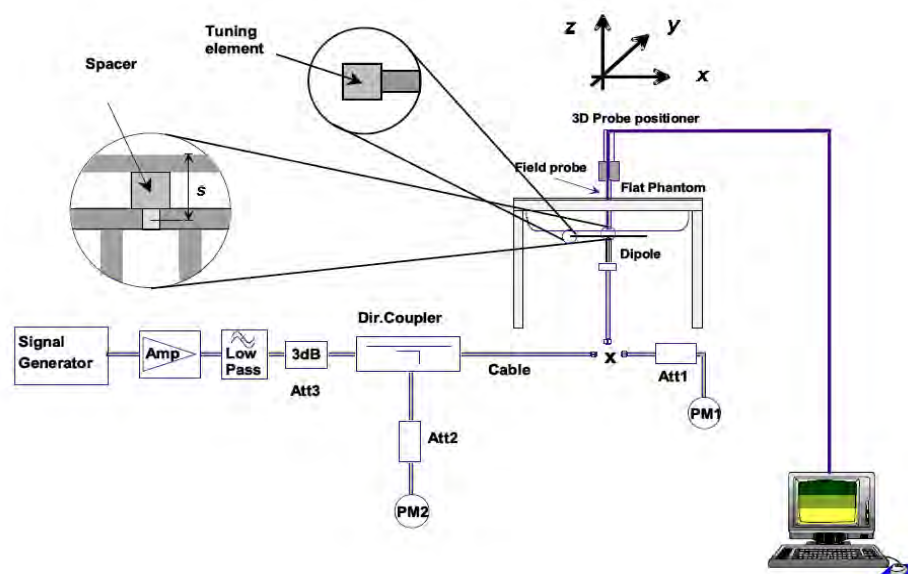 Tuning
element
Spacer
s
z
y
x
3D Probe positioner
Field probe
Flat Phantom
Dipole
Dir.Coupler
Signal
Generator
Amp
Low
Pass
3dB
Att3
Cable
x
Att1
PM1
Att2
PM2